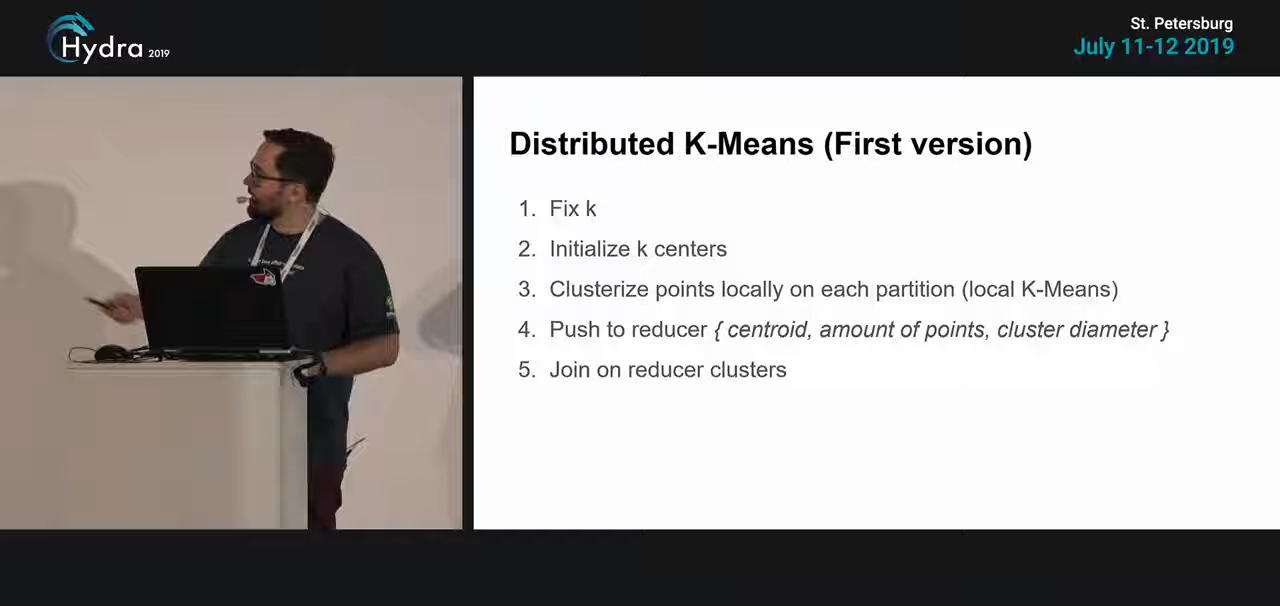 Hydra 2019
St. Petersburg
July 11-12 2019
Distributed K-Means (First version)
1. Fix k
2. Initialize k centers
3. Clusterize points locally on each partition (local K-Means)
4. Push to reducer { centroid, amount of points, cluster diameter }
5. Join on reducer clusters